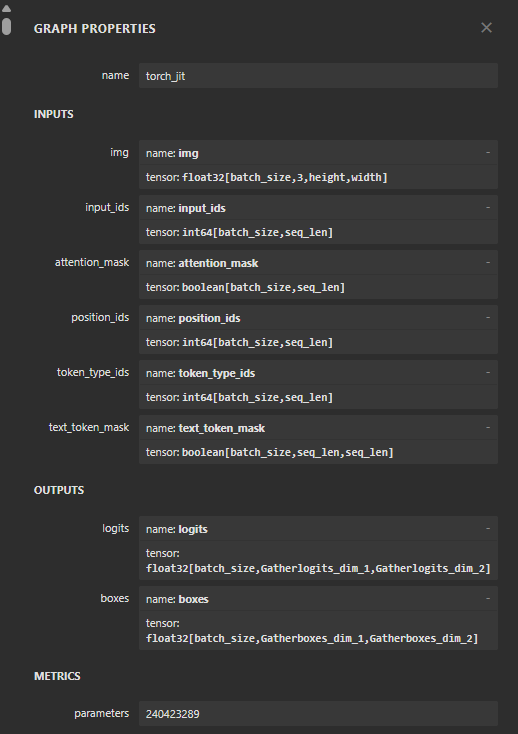 GRAPH PROPERTIES
name torch_jit
INPUTS
img name: img -
tensor: float32[batch_size,3,height,width]
input_ids name: input_ids -
tensor: int64[batch_size,seq_len]
attention_mask name: attention_mask -
tensor: boolean[batch_size,seq_len]
position_ids name: position_ids -
tensor: int64[batch_size,seq_len]
token_type_ids name: token_type_ids -
tensor: int64[batch_size,seq_len]
text_token_mask name: text_token_mask -
tensor: boolean[batch_size,seq_len,seq_len]
OUTPUTS
logits name: logits -
tensor:
float32[batch_size,Gatherlogits_dim_1,Gatherlogits_dim_2]
boxes name: boxes -
tensor:
float32[batch_size,Gatherboxes_dim_1,Gatherboxes_dim_2]
METRICS
parameters 240423289